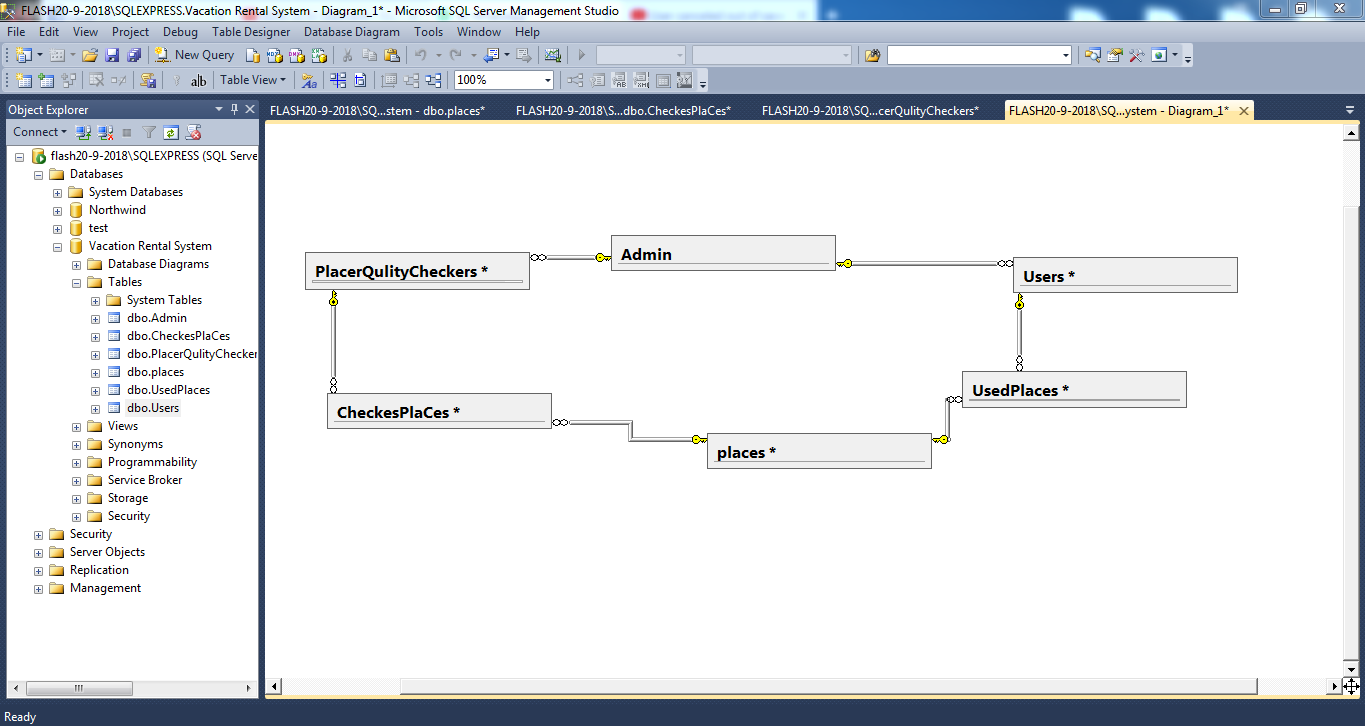 FLASH20-9-2018\SQLEXPRESS.Vacation Rental System - Diagram_1* - Microsoft SQL Server Management Studio
File Edit View Project Debug Table Designer Database Diagram Tools Window Help
New Query
ab| Table View 100%
Object Explorer
FLASH20-9-2018\SQ...stem - dbo.places* FLASH20-9-2018\S...dbo.CheckesPlaCes* FLASH20-9-2018\SQ...cerQulityCheckers* FLASH20-9-2018\SQ...ystem - Diagram_1*
Connect
flash20-9-2018\SQLEXPRESS (SQL Serve
Databases
System Databases
Northwind
test
Vacation Rental System
Database Diagrams
Tables
System Tables
dbo.Admin
dbo.CheckesPlaCes
dbo.PlacerQulityChecker
dbo.places
dbo.UsedPlaces
dbo.Users
Views
Synonyms
Programmability
Service Broker
Storage
Security
Security
Server Objects
Replication
Management
Admin
PlacerQulityCheckers *
Users *
UsedPlaces *
CheckesPlaCes *
places *
Ready